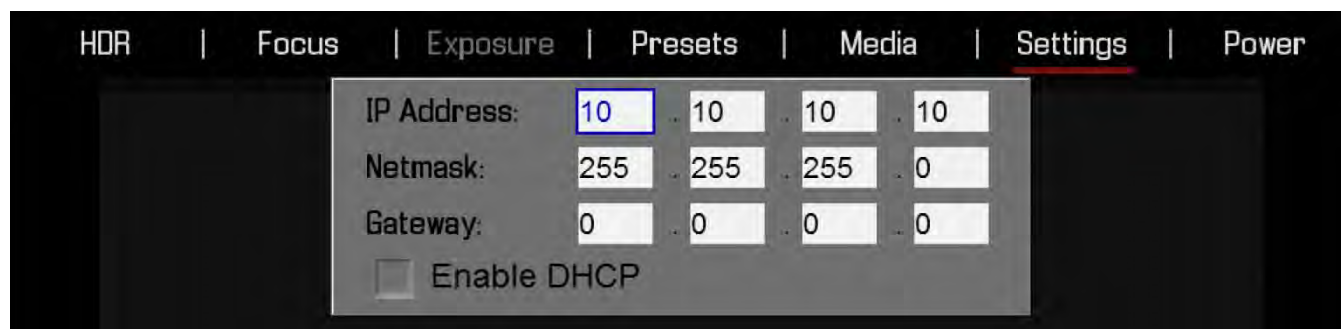 HDR | Focus | Exposure | Presets | Media | Settings | Power
IP Address: 10 . 10 . 10 . 10
Netmask: 255 . 255 . 255 . 0
Gateway: 0 . 0 . 0 . 0
Enable DHCP